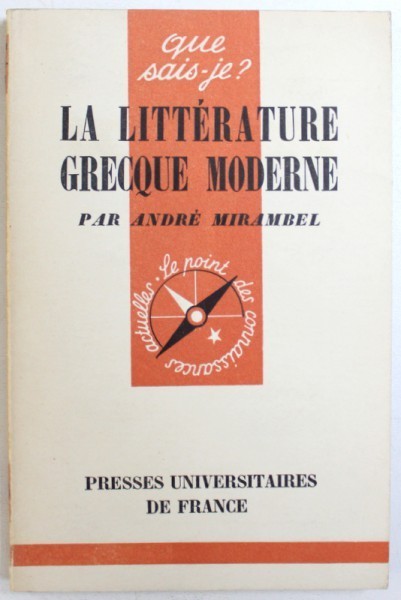 que
sais-je?
LA LITTÉRATURE
GRECQUE MODERNE
PAR ANDRÉ MIRAMBEL
Le point des connaissances actuelles.
PRESSES UNIVERSITAIRES
DE FRANCE